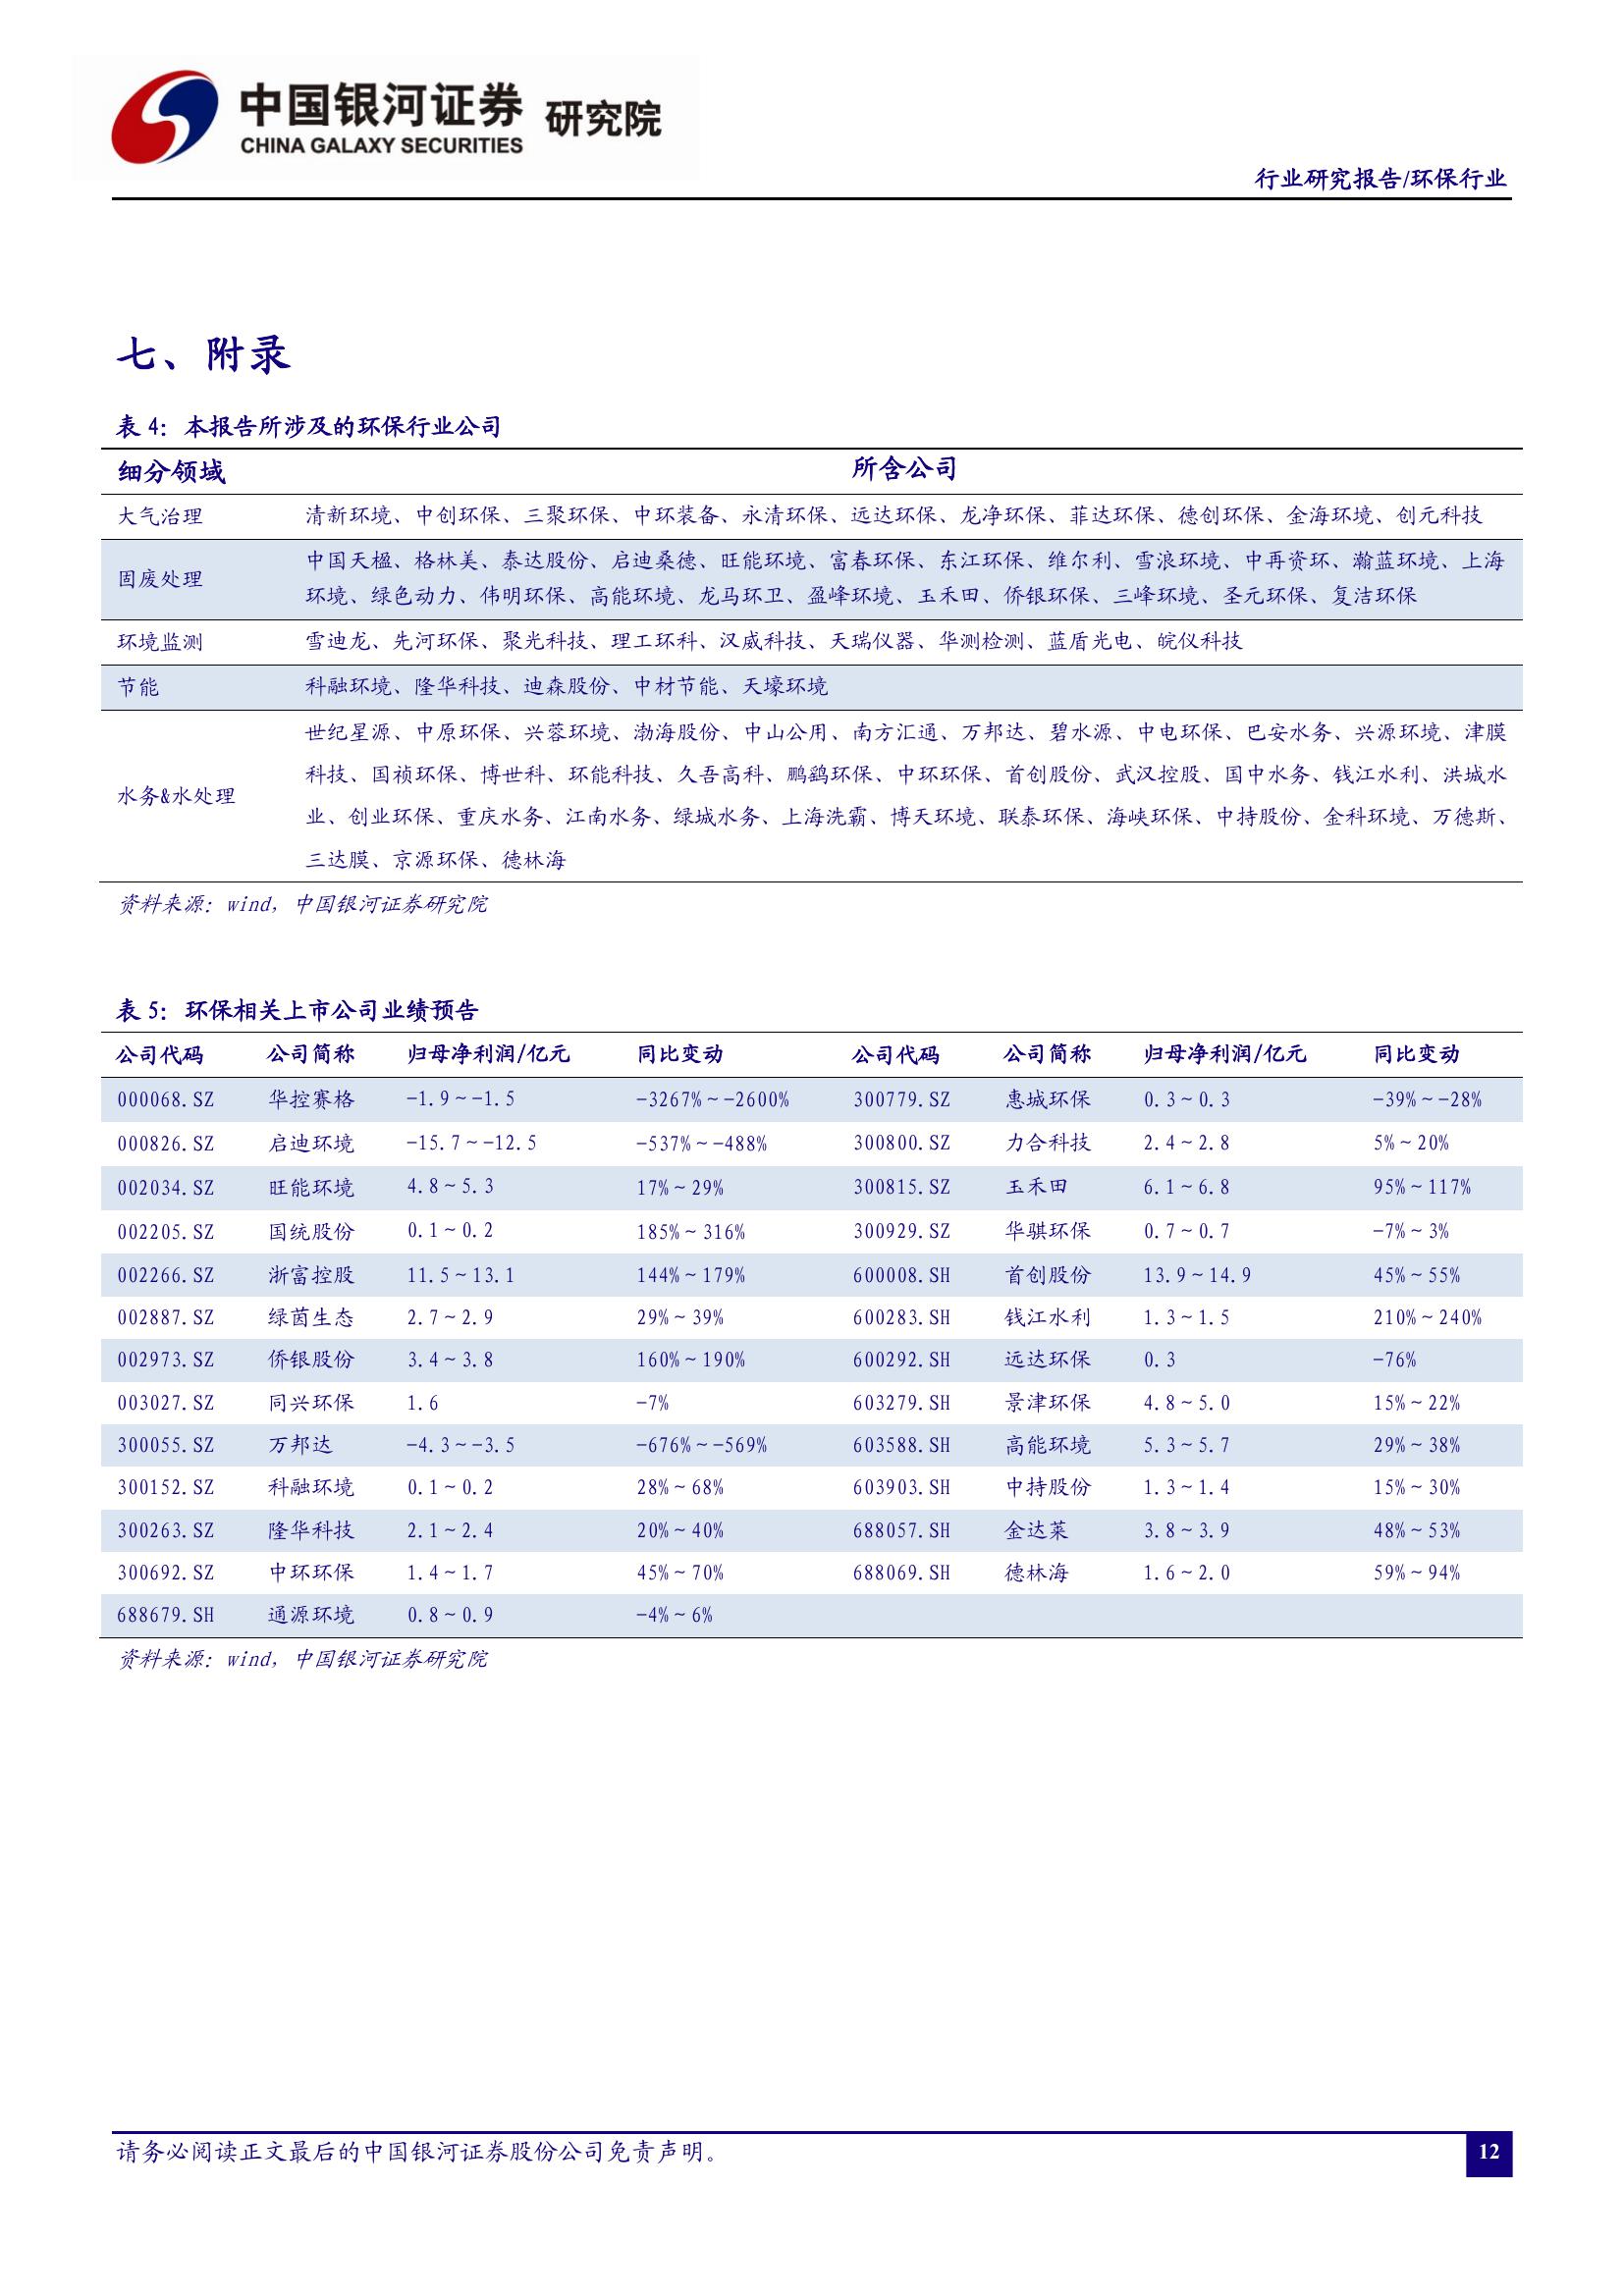 中国银河证券 研究院
CHINA GALAXY SECURITIES
行业研究报告/环保行业
七、附录
表 4：本报告所涉及的环保行业公司
细分领域 所含公司
大气治理 清新环境、中创环保、三聚环保、中环装备、永清环保、远达环保、龙净环保、菲达环保、德创环保、金海环境、创元科技
固废处理 中国天楹、格林美、泰达股份、启迪桑德、旺能环境、富春环保、东江环保、维尔利、雪浪环境、中再资环、瀚蓝环境、上海
环境、绿色动力、伟明环保、高能环境、龙马环卫、盈峰环境、玉禾田、侨银环保、三峰环境、圣元环保、复洁环保
环境监测 雪迪龙、先河环保、聚光科技、理工环科、汉威科技、天瑞仪器、华测检测、蓝盾光电、皖仪科技
节能 科融环境、隆华科技、迪森股份、中材节能、天壕环境
水务&水处理 世纪星源、中原环保、兴蓉环境、渤海股份、中山公用、南方汇通、万邦达、碧水源、中电环保、巴安水务、兴源环境、津膜
科技、国祯环保、博世科、环能科技、久吾高科、鹏鹞环保、中环环保、首创股份、武汉控股、国中水务、钱江水利、洪城水
业、创业环保、重庆水务、江南水务、绿城水务、上海洗霸、博天环境、联泰环保、海峡环保、中持股份、金科环境、万德斯、
三达膜、京源环保、德林海
资料来源：wind，中国银河证券研究院
表 5：环保相关上市公司业绩预告
公司代码 公司简称 归母净利润/亿元 同比变动 公司代码 公司简称 归母净利润/亿元 同比变动
000068.SZ 华控赛格 -1.9～-1.5 -3267%～-2600% 300779.SZ 惠城环保 0.3～0.3 -39%～-28%
000826.SZ 启迪环境 -15.7～-12.5 -537%～-488% 300800.SZ 力合科技 2.4～2.8 5%～20%
002034.SZ 旺能环境 4.8～5.3 17%～29% 300815.SZ 玉禾田 6.1～6.8 95%～117%
002205.SZ 国统股份 0.1～0.2 185%～316% 300929.SZ 华骐环保 0.7～0.7 -7%～3%
002266.SZ 浙富控股 11.5～13.1 144%～179% 600008.SH 首创股份 13.9～14.9 45%～55%
002887.SZ 绿茵生态 2.7～2.9 29%～39% 600283.SH 钱江水利 1.3～1.5 210%～240%
002973.SZ 侨银股份 3.4～3.8 160%～190% 600292.SH 远达环保 0.3 -76%
003027.SZ 同兴环保 1.6 -7% 603279.SH 景津环保 4.8～5.0 15%～22%
300055.SZ 万邦达 -4.3～-3.5 -676%～-569% 603588.SH 高能环境 5.3～5.7 29%～38%
300152.SZ 科融环境 0.1～0.2 28%～68% 603903.SH 中持股份 1.3～1.4 15%～30%
300263.SZ 隆华科技 2.1～2.4 20%～40% 688057.SH 金达莱 3.8～3.9 48%～53%
300692.SZ 中环环保 1.4～1.7 45%～70% 688069.SH 德林海 1.6～2.0 59%～94%
688679.SH 通源环境 0.8～0.9 -4%～6%
资料来源：wind，中国银河证券研究院
请务必阅读正文最后的中国银河证券股份公司免责声明。
12